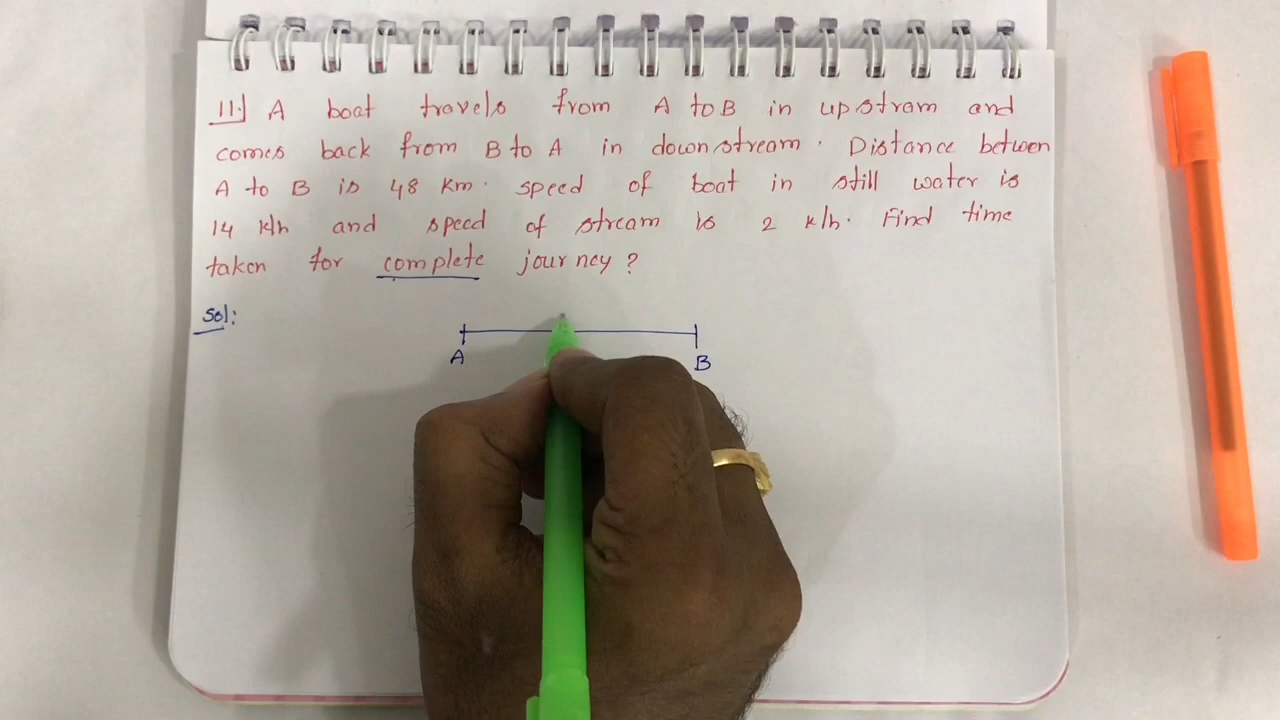 11.) A boat travels from A to B in upstram and
comes back from B to A in downstream. Distance betwen
A to B is 48 km. speed of boat in still water is
14 k/h and speed of stream is 2 k/h. Find time
taken for complete journey?
Sol:
A B